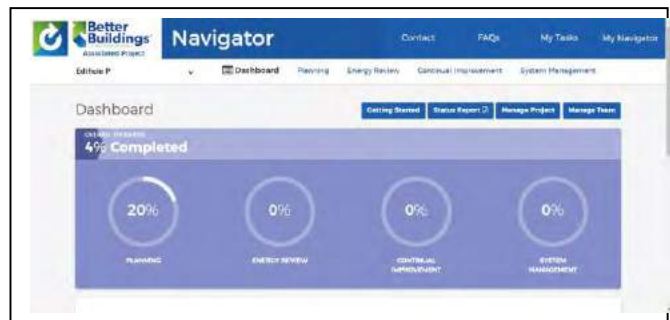 Better
Buildings
Navigator
Contact FAQs My Tasks My Navigator
Edificio P Dashboard Planning Energy Review Continual Improvement System Management
Dashboard
Getting Started Status Report Manage Project Manage Team
4% Completed
20% 0% 0% 0%
PLANNING ENERGY REVIEW CONTINUAL IMPROVEMENT SYSTEM MANAGEMENT